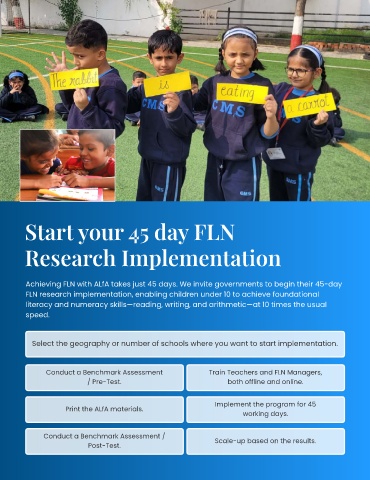 The rabbit
is
eating
a carrot
CMS
CMS
Start your 45 day FLN
Research Implementation
Achieving FLN with ALfA takes just 45 days. We invite governments to begin their 45-day
FLN research implementation, enabling children under 10 to achieve foundational
literacy and numeracy skills—reading, writing, and arithmetic—at 10 times the usual
speed.
Select the geography or number of schools where you want to start implementation.
Conduct a Benchmark Assessment
/ Pre-Test.
Train Teachers and FLN Managers,
both offline and online.
Print the ALfA materials.
Implement the program for 45
working days.
Conduct a Benchmark Assessment /
Post-Test.
Scale-up based on the results.